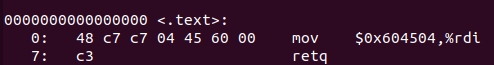 0000000000000000 <.text>:
0: 48 c7 c7 04 45 60 00 mov $0x604504,%rdi
7: c3 retq